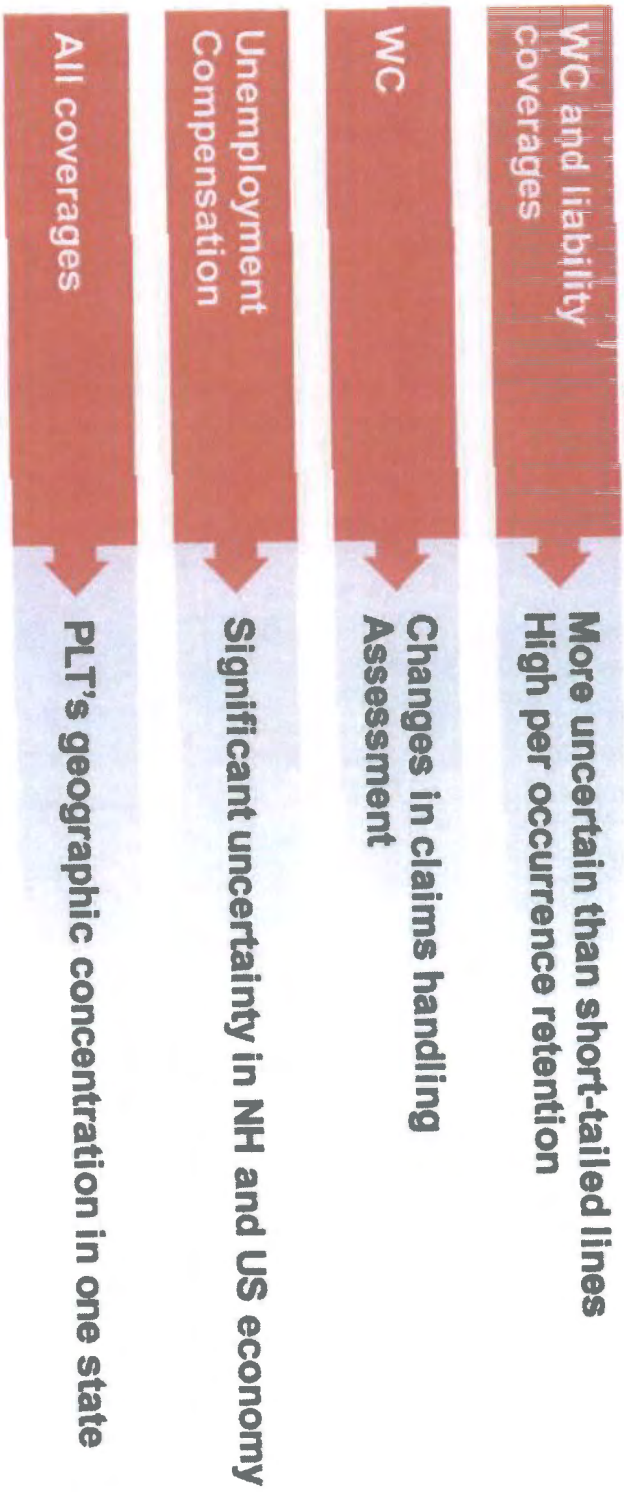 WC and liability
coverages
More uncertain than short-tailed lines
High per occurrence retention
WC
Changes in claims handling
Assessment
Unemployment
Compensation
Significant uncertainty in NH and US economy
All coverages
PLT's geographic concentration in one state